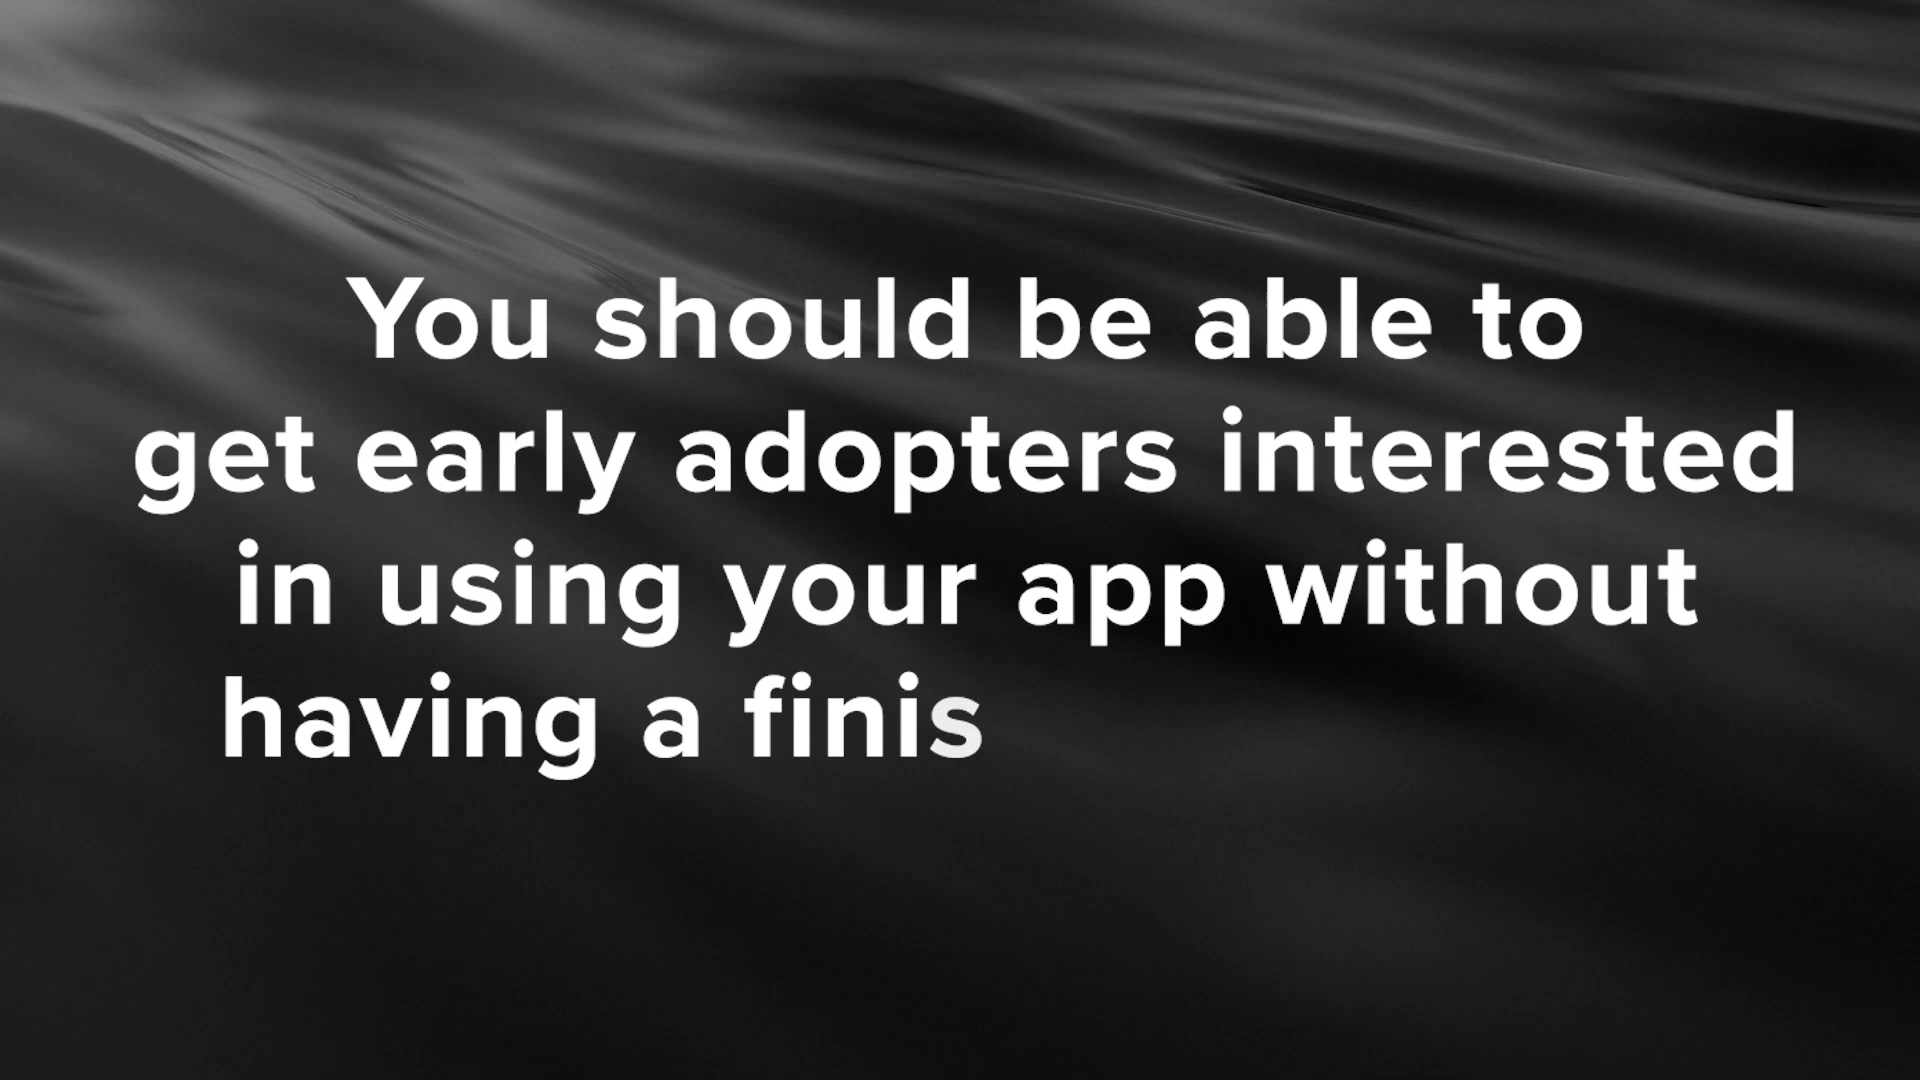 You should be able to
get early adopters interested
in using your app without
having a finis